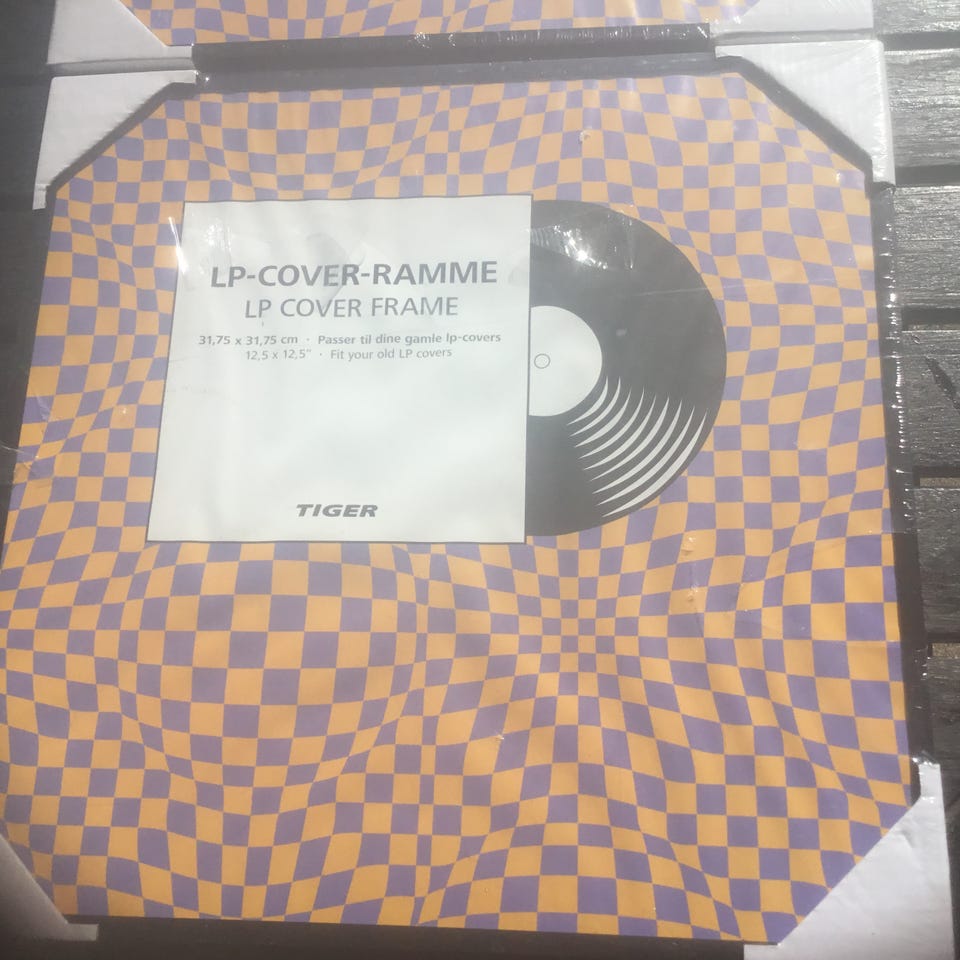 LP-COVER-RAMME
LP COVER FRAME
31,75 x 31,75 cm · Passer til dine gamle lp-covers
12,5 x 12,5" · Fit your old LP covers
TIGER